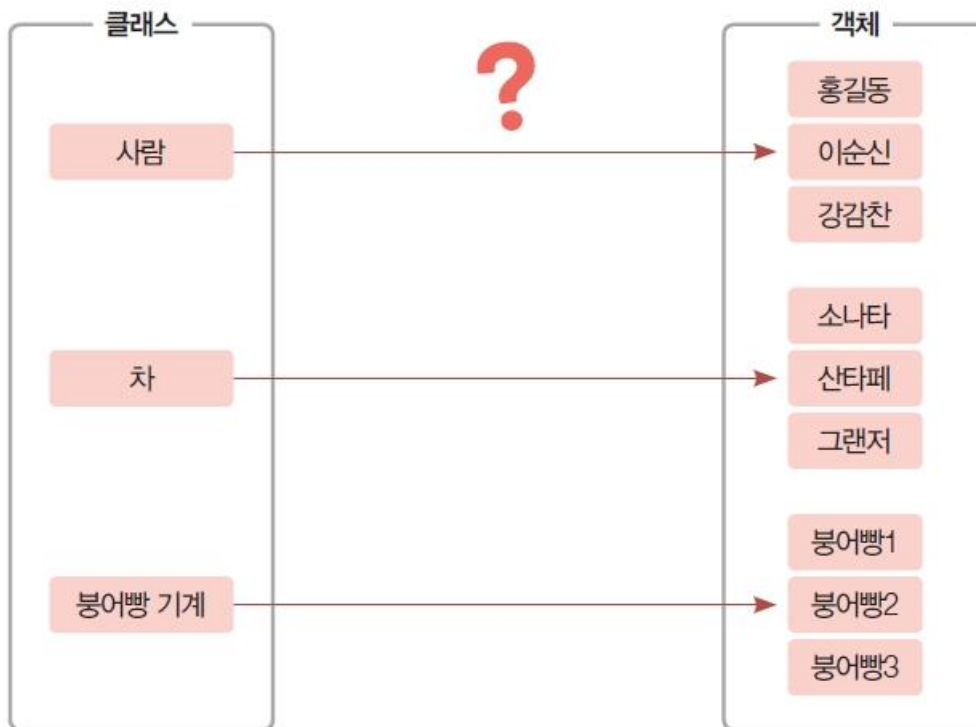 클래스
객체
?
사람
홍길동
이순신
강감찬
차
소나타
산타페
그랜저
붕어빵 기계
붕어빵1
붕어빵2
붕어빵3